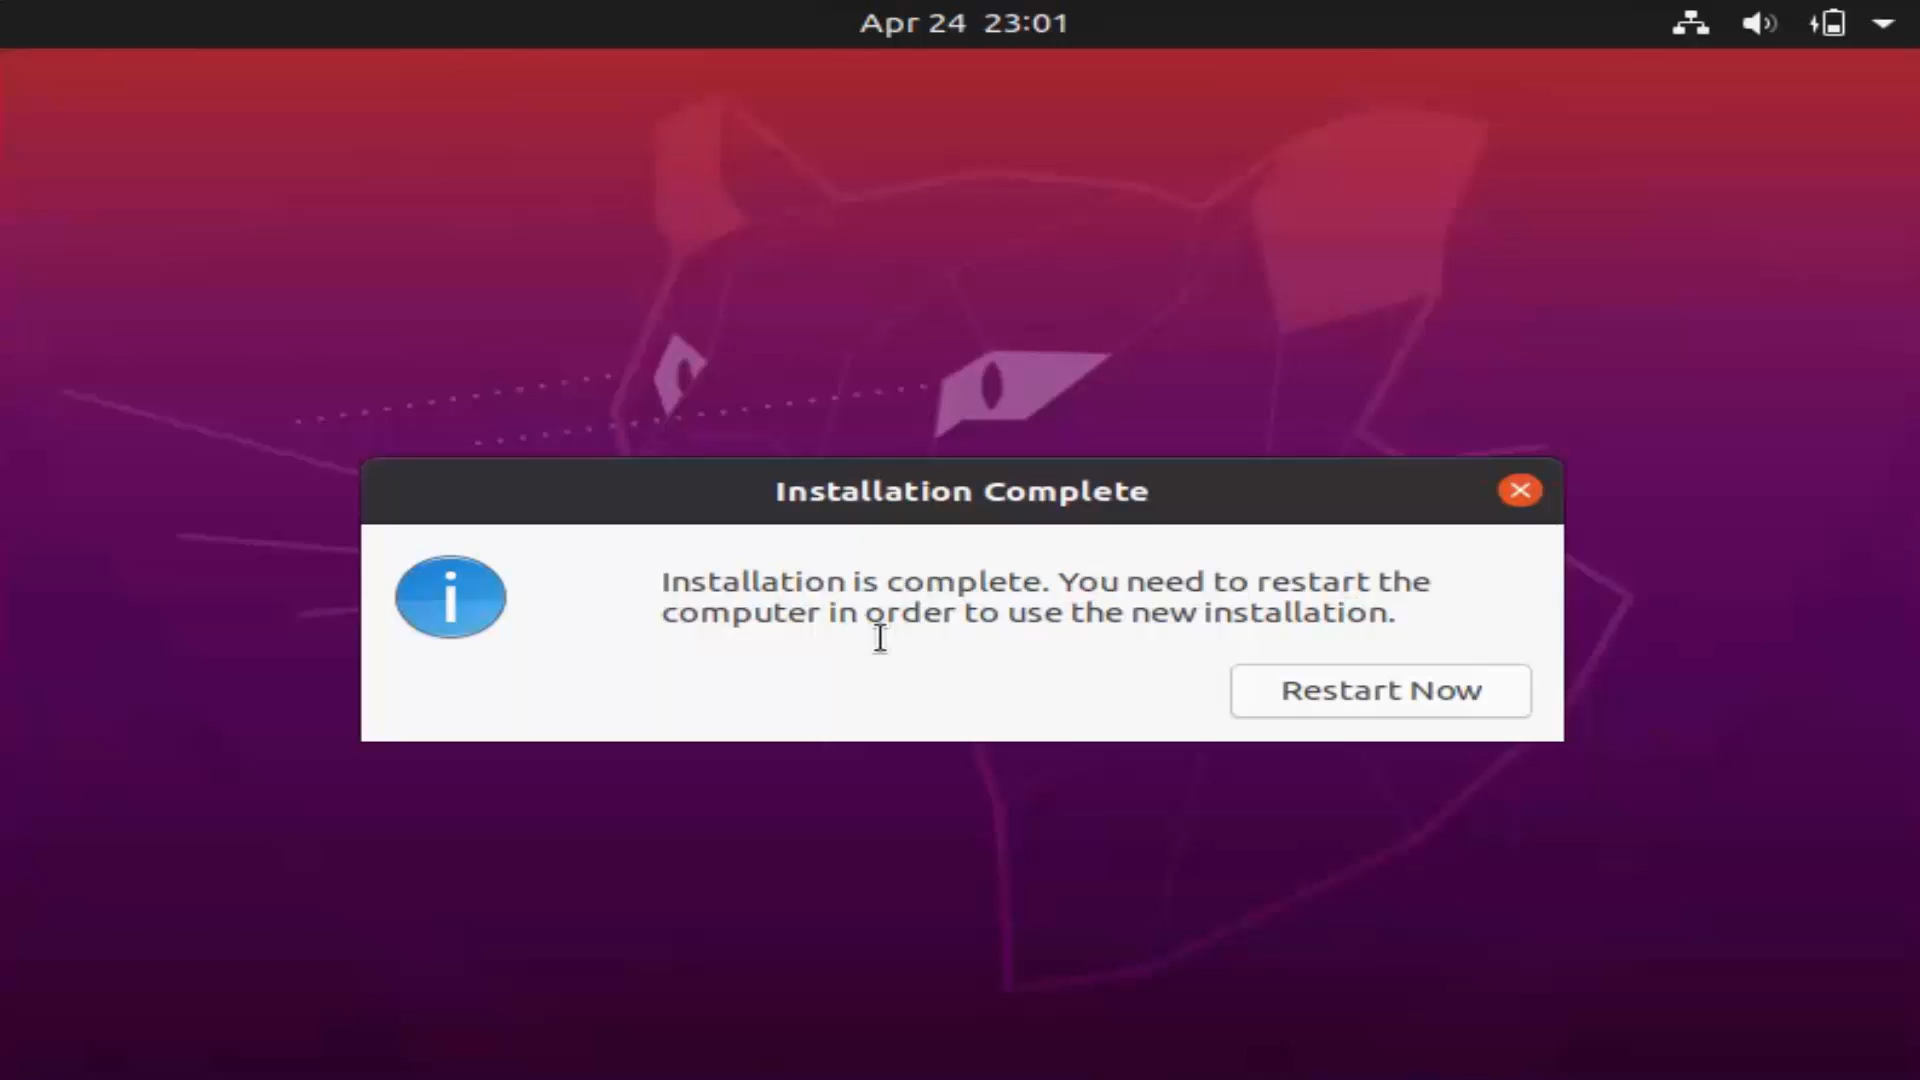 Apr 24 23:01
Installation Complete
Installation is complete. You need to restart the
computer in order to use the new installation.
Restart Now